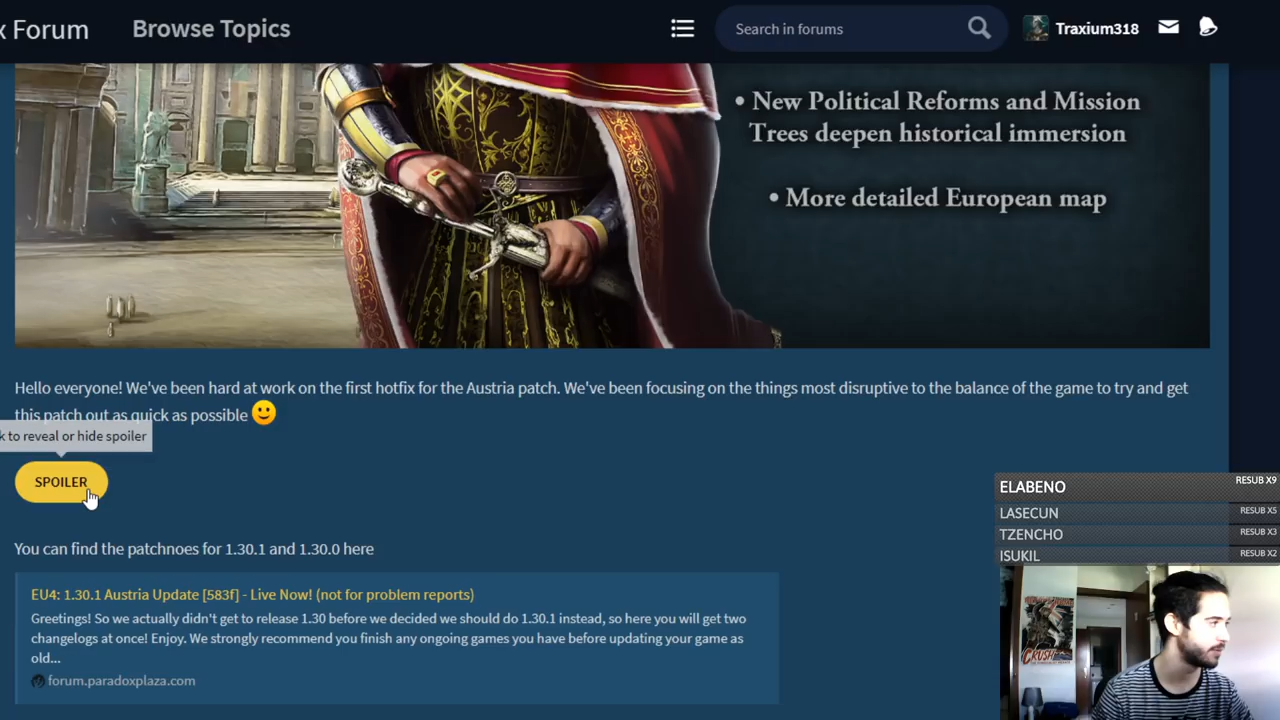 x Forum
Browse Topics
Search in forums
Traxium318
• New Political Reforms and Mission
Trees deepen historical immersion
• More detailed European map
Hello everyone! We've been hard at work on the first hotfix for the Austria patch. We've been focusing on the things most disruptive to the balance of the game to try and get
this patch out as quick as possible
k to reveal or hide spoiler
SPOILER
You can find the patchnoes for 1.30.1 and 1.30.0 here
EU4: 1.30.1 Austria Update [583f] - Live Now! (not for problem reports)
Greetings! So we actually didn't get to release 1.30 before we decided we should do 1.30.1 instead, so here you will get two
changelogs at once! Enjoy. We strongly recommend you finish any ongoing games you have before updating your game as
old...
forum.paradoxplaza.com
ELABENO RESUB X9
LASECUN RESUB X5
TZENCHO RESUB X3
ISUKIL RESUB X2